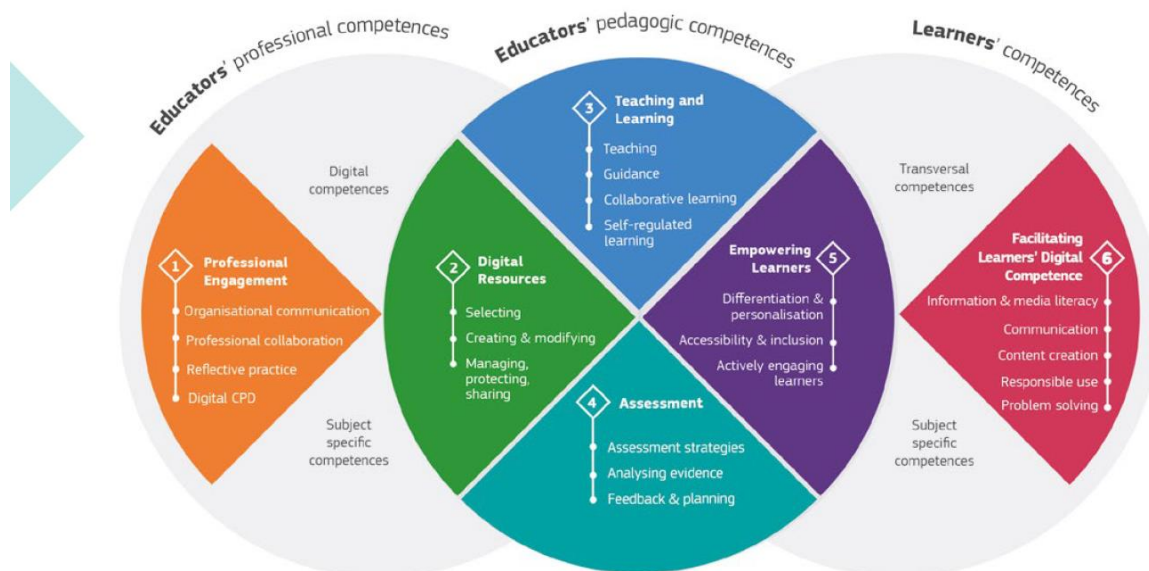 Educators' professional competences
Educators' pedagogic competences
Learners' competences
Digital
competences
Subject
specific
competences
1
Professional
Engagement
Organisational communication
Professional collaboration
Reflective practice
Digital CPD
2
Digital
Resources
Selecting
Creating & modifying
Managing,
protecting,
sharing
3
Teaching and
Learning
Teaching
Guidance
Collaborative learning
Self-regulated
learning
4
Assessment
Assessment strategies
Analysing evidence
Feedback & planning
Empowering
Learners
5
Differentiation &
personalisation
Accessibility & inclusion
Actively engaging
learners
Transversal
competences
Subject
specific
competences
Facilitating
Learners' Digital
Competence
6
Information & media literacy
Communication
Content creation
Responsible use
Problem solving